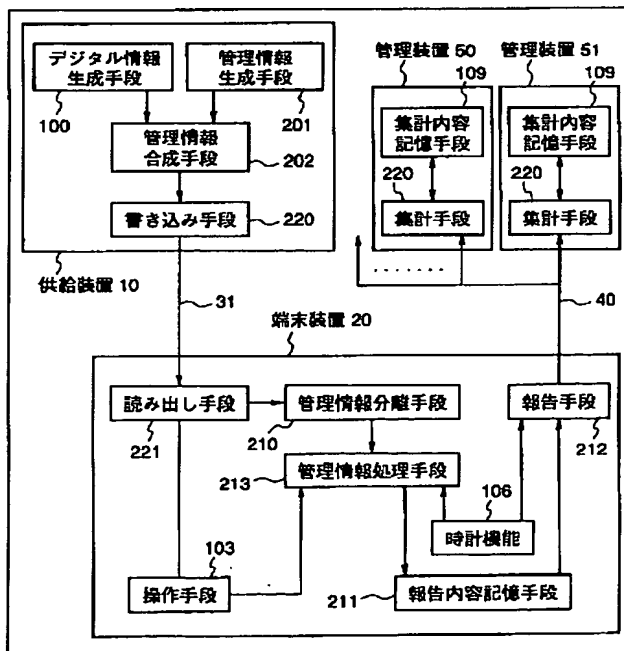 デジタル情報
生成手段
100
管理情報
生成手段
201
管理情報
合成手段
202
書き込み手段
220
供給装置 10
31
管理装置 50
109
集計内容
記憶手段
220
集計手段
管理装置 51
109
集計内容
記憶手段
220
集計手段
........
40
端末装置 20
読み出し手段
221
管理情報分離手段
210
報告手段
212
管理情報処理手段
213
106
時計機能
103
操作手段
211
報告内容記憶手段